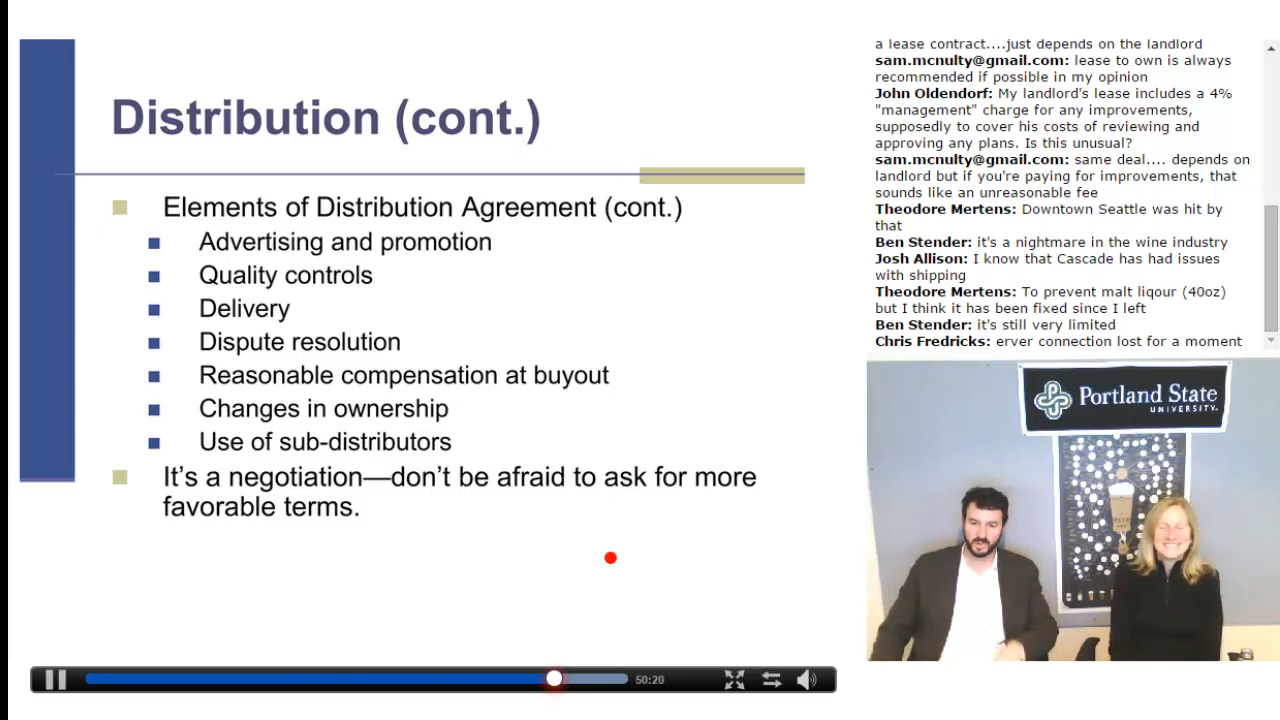 Distribution (cont.)
Elements of Distribution Agreement (cont.)
Advertising and promotion
Quality controls
Delivery
Dispute resolution
Reasonable compensation at buyout
Changes in ownership
Use of sub-distributors
It’s a negotiation—don’t be afraid to ask for more
favorable terms.
50:20
a lease contract....just depends on the landlord
sam.mcnulty@gmail.com: lease to own is always
recommended if possible in my opinion
John Oldendorf: My landlord's lease includes a 4%
"management" charge for any improvements,
supposedly to cover his costs of reviewing and
approving any plans. Is this unusual?
sam.mcnulty@gmail.com: same deal.... depends on
landlord but if you're paying for improvements, that
sounds like an unreasonable fee
Theodore Mertens: Downtown Seattle was hit by
that
Ben Stender: it's a nightmare in the wine industry
Josh Allison: I know that Cascade has had issues
with shipping
Theodore Mertens: To prevent malt liqour (40oz)
but I think it has been fixed since I left
Ben Stender: it's still very limited
Chris Fredricks: erver connection lost for a moment
Portland State
UNIVERSITY